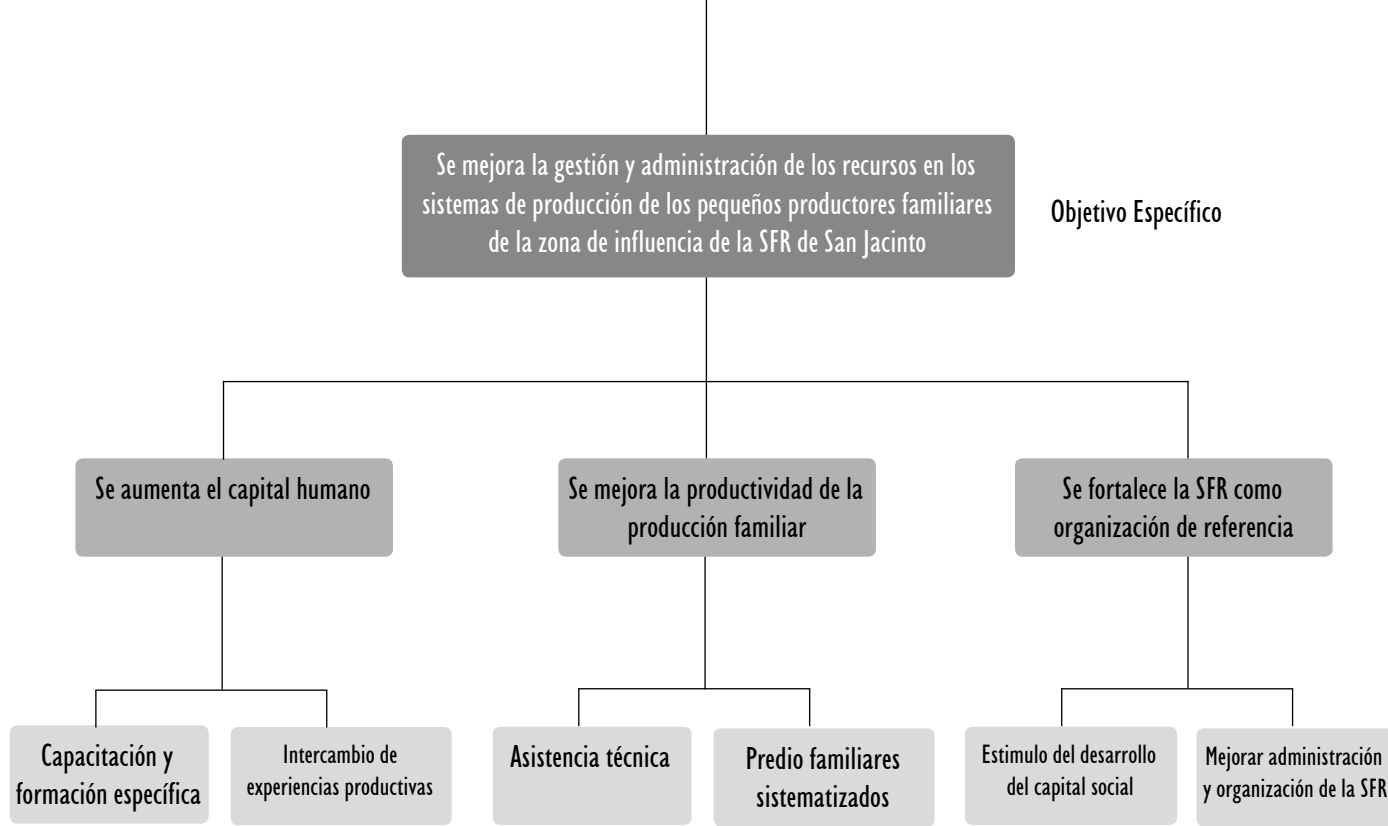 Se mejora la gestión y administración de los recursos en los
sistemas de producción de los pequeños productores familiares
de la zona de influencia de la SFR de San Jacinto
Objetivo Específico
Se aumenta el capital humano
Se mejora la productividad de la
producción familiar
Se fortalece la SFR como
organización de referencia
Capacitación y
formación específica
Intercambio de
experiencias productivas
Asistencia técnica
Predio familiares
sistematizados
Estimulo del desarrollo
del capital social
Mejorar administración
y organización de la SFR